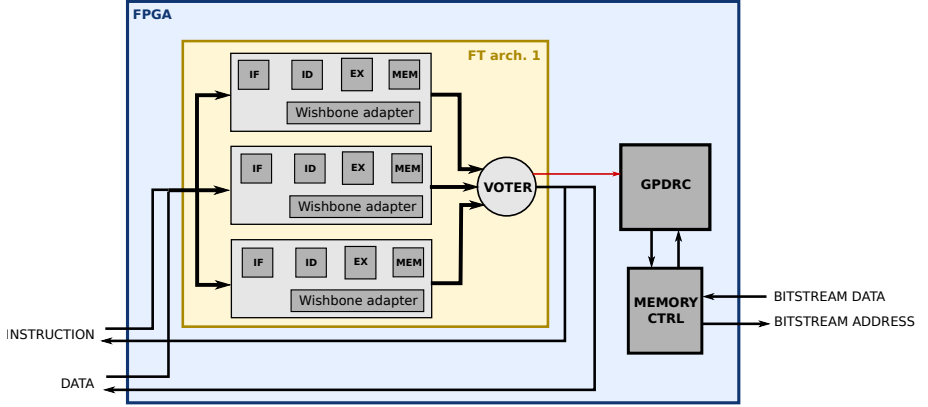 FPGA
FT arch. 1
IF ID EX MEM
Wishbone adapter
IF ID EX MEM
Wishbone adapter
IF ID EX MEM
Wishbone adapter
VOTER
GPDRC
MEMORY
CTRL
BITSTREAM DATA
BITSTREAM ADDRESS
INSTRUCTION
DATA